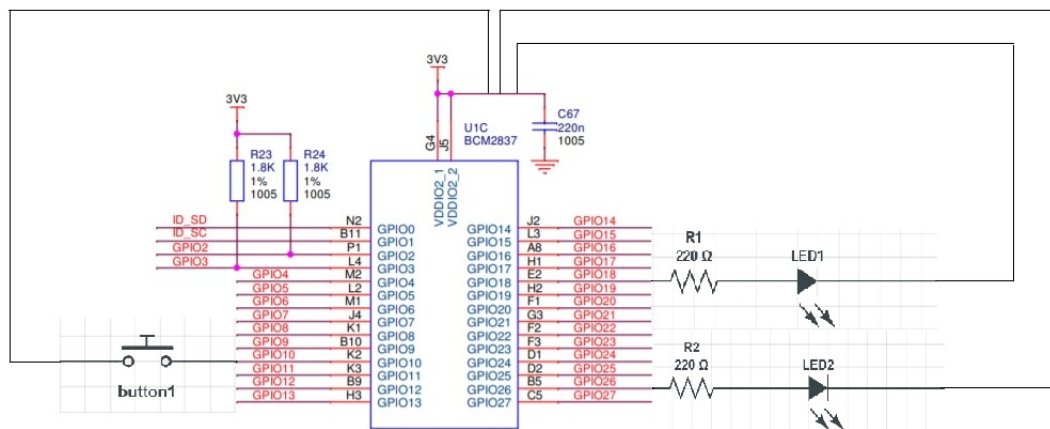 3V3
C67
220n
1005
U1C
BCM2837
G4
J5
VDDIO2_1
VDDIO2_2
3V3
R23
1.8K
1%
1005
R24
1.8K
1%
1005
ID_SD N2 GPIO0
ID_SC B11 GPIO1
GPIO2 P1 GPIO2
GPIO3 L4 GPIO3
GPIO4 M2 GPIO4
GPIO5 L2 GPIO5
GPIO6 M1 GPIO6
GPIO7 J4 GPIO7
GPIO8 K1 GPIO8
GPIO9 B10 GPIO9
GPIO10 K2 GPIO10
GPIO11 K3 GPIO11
GPIO12 B9 GPIO12
GPIO13 H3 GPIO13
GPIO14 J2 GPIO14
GPIO15 L3 GPIO15
GPIO16 A8 GPIO16
GPIO17 H1 GPIO17
GPIO18 E2 GPIO18
GPIO19 H2 GPIO19
GPIO20 F1 GPIO20
GPIO21 G3 GPIO21
GPIO22 F2 GPIO22
GPIO23 F3 GPIO23
GPIO24 D1 GPIO24
GPIO25 D2 GPIO25
GPIO26 B5 GPIO26
GPIO27 C5 GPIO27
R1
220 Ω
LED1
R2
220 Ω
LED2
button1